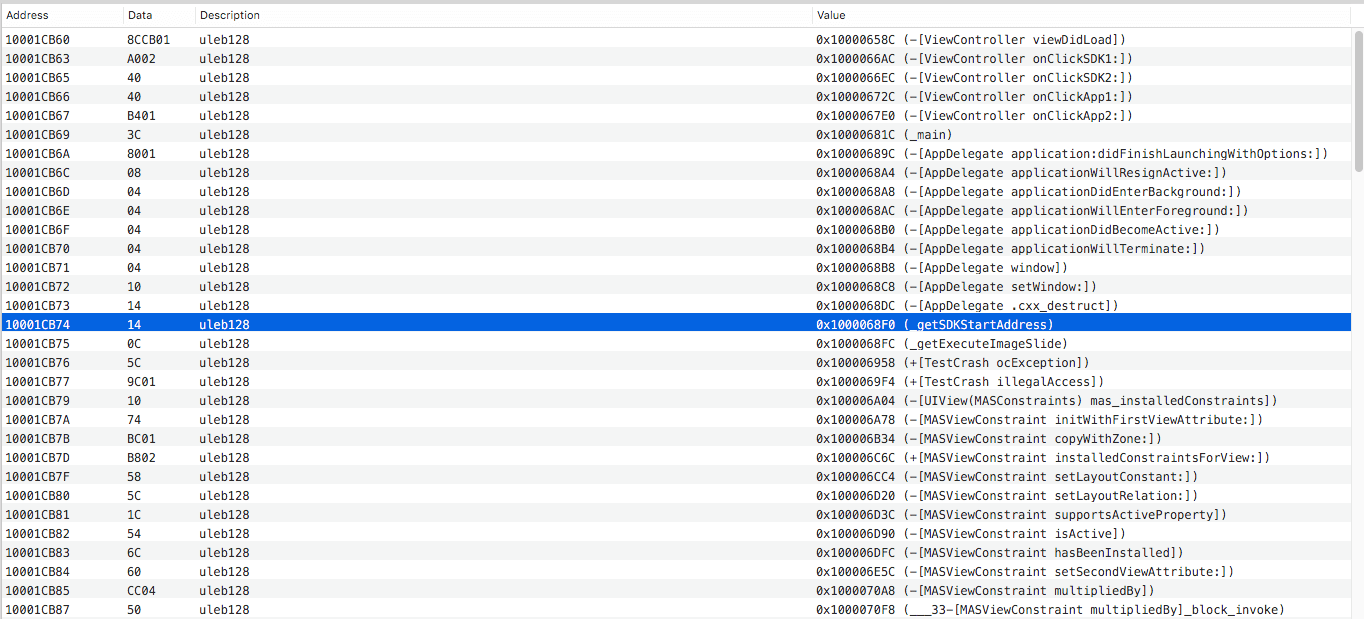 Address Data Description Value
10001CB60 8CCB01 uleb128 0x10000658C (-[ViewController viewDidLoad])
10001CB63 A002 uleb128 0x1000066AC (-[ViewController onClickSDK1:])
10001CB65 40 uleb128 0x1000066EC (-[ViewController onClickSDK2:])
10001CB66 40 uleb128 0x10000672C (-[ViewController onClickApp1:])
10001CB67 B401 uleb128 0x1000067E0 (-[ViewController onClickApp2:])
10001CB69 3C uleb128 0x10000681C (_main)
10001CB6A 8001 uleb128 0x10000689C (-[AppDelegate application:didFinishLaunchingWithOptions:])
10001CB6C 08 uleb128 0x1000068A4 (-[AppDelegate applicationWillResignActive:])
10001CB6D 04 uleb128 0x1000068A8 (-[AppDelegate applicationDidEnterBackground:])
10001CB6E 04 uleb128 0x1000068AC (-[AppDelegate applicationWillEnterForeground:])
10001CB6F 04 uleb128 0x1000068B0 (-[AppDelegate applicationDidBecomeActive:])
10001CB70 04 uleb128 0x1000068B4 (-[AppDelegate applicationWillTerminate:])
10001CB71 04 uleb128 0x1000068B8 (-[AppDelegate window])
10001CB72 10 uleb128 0x1000068C8 (-[AppDelegate setWindow:])
10001CB73 14 uleb128 0x1000068DC (-[AppDelegate .cxx_destruct])
10001CB74 14 uleb128 0x1000068F0 (_getSDKStartAddress)
10001CB75 0C uleb128 0x1000068FC (_getExecuteImageSlide)
10001CB76 5C uleb128 0x100006958 (+[TestCrash ocException])
10001CB77 9C01 uleb128 0x1000069F4 (+[TestCrash illegalAccess])
10001CB79 10 uleb128 0x100006A04 (-[UIView(MASConstraints) mas_installedConstraints])
10001CB7A 74 uleb128 0x100006A78 (-[MASViewConstraint initWithFirstViewAttribute:])
10001CB7B BC01 uleb128 0x100006B34 (-[MASViewConstraint copyWithZone:])
10001CB7D B802 uleb128 0x100006C6C (+[MASViewConstraint installedConstraintsForView:])
10001CB7F 58 uleb128 0x100006CC4 (-[MASViewConstraint setLayoutConstant:])
10001CB80 5C uleb128 0x100006D20 (-[MASViewConstraint setLayoutRelation:])
10001CB81 1C uleb128 0x100006D3C (-[MASViewConstraint supportsActiveProperty])
10001CB82 54 uleb128 0x100006D90 (-[MASViewConstraint isActive])
10001CB83 6C uleb128 0x100006DFC (-[MASViewConstraint hasBeenInstalled])
10001CB84 60 uleb128 0x100006E5C (-[MASViewConstraint setSecondViewAttribute:])
10001CB85 CC04 uleb128 0x1000070A8 (-[MASViewConstraint multipliedBy])
10001CB87 50 uleb128 0x1000070F8 (___33-[MASViewConstraint multipliedBy]_block_invoke)